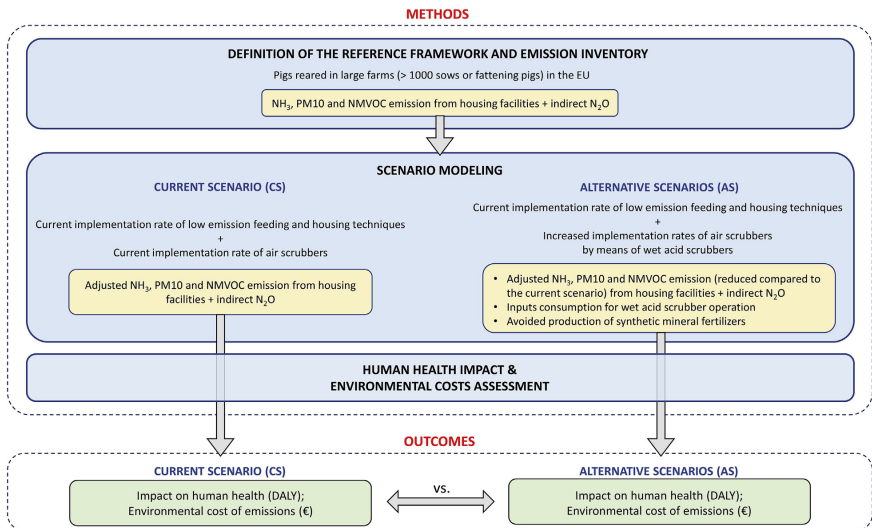 METHODS
DEFINITION OF THE REFERENCE FRAMEWORK AND EMISSION INVENTORY
Pigs reared in large farms (> 1000 sows or fattening pigs) in the EU
NH₃, PM10 and NMVOC emission from housing facilities + indirect N₂O
SCENARIO MODELING
CURRENT SCENARIO (CS)
Current implementation rate of low emission feeding and housing techniques
+
Current implementation rate of air scrubbers
Adjusted NH₃, PM10 and NMVOC emission from housing
facilities + indirect N₂O
ALTERNATIVE SCENARIOS (AS)
Current implementation rate of low emission feeding and housing techniques
+
Increased implementation rates of air scrubbers
by means of wet acid scrubbers
• Adjusted NH₃, PM10 and NMVOC emission (reduced compared to
the current scenario) from housing facilities + indirect N₂O
• Inputs consumption for wet acid scrubber operation
• Avoided production of synthetic mineral fertilizers
HUMAN HEALTH IMPACT &
ENVIRONMENTAL COSTS ASSESSMENT
OUTCOMES
CURRENT SCENARIO (CS)
Impact on human health (DALY);
Environmental cost of emissions (€)
vs.
ALTERNATIVE SCENARIOS (AS)
Impact on human health (DALY);
Environmental cost of emissions (€)